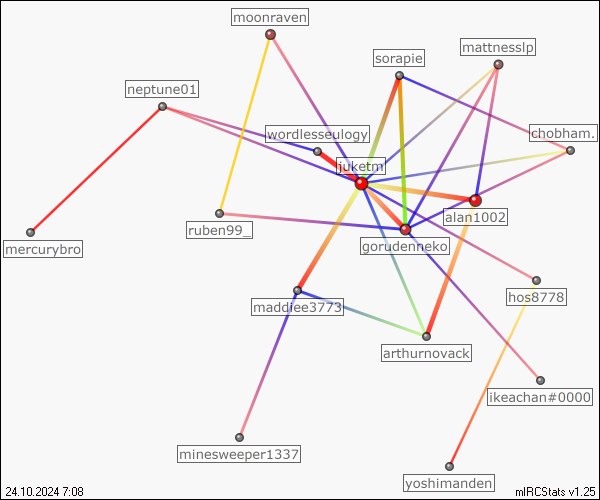 moonraven
sorapie
mattnesslp
neptune01
wordlesseulogy
chobham.
juketm
alan1002
ruben99_
gorudenneko
mercurybro
hos8778
maddiee3773
arthurnovack
ikeachan#0000
minesweeper1337
yoshimanden
24.10.2024 7:08
mIRCStats v1.25